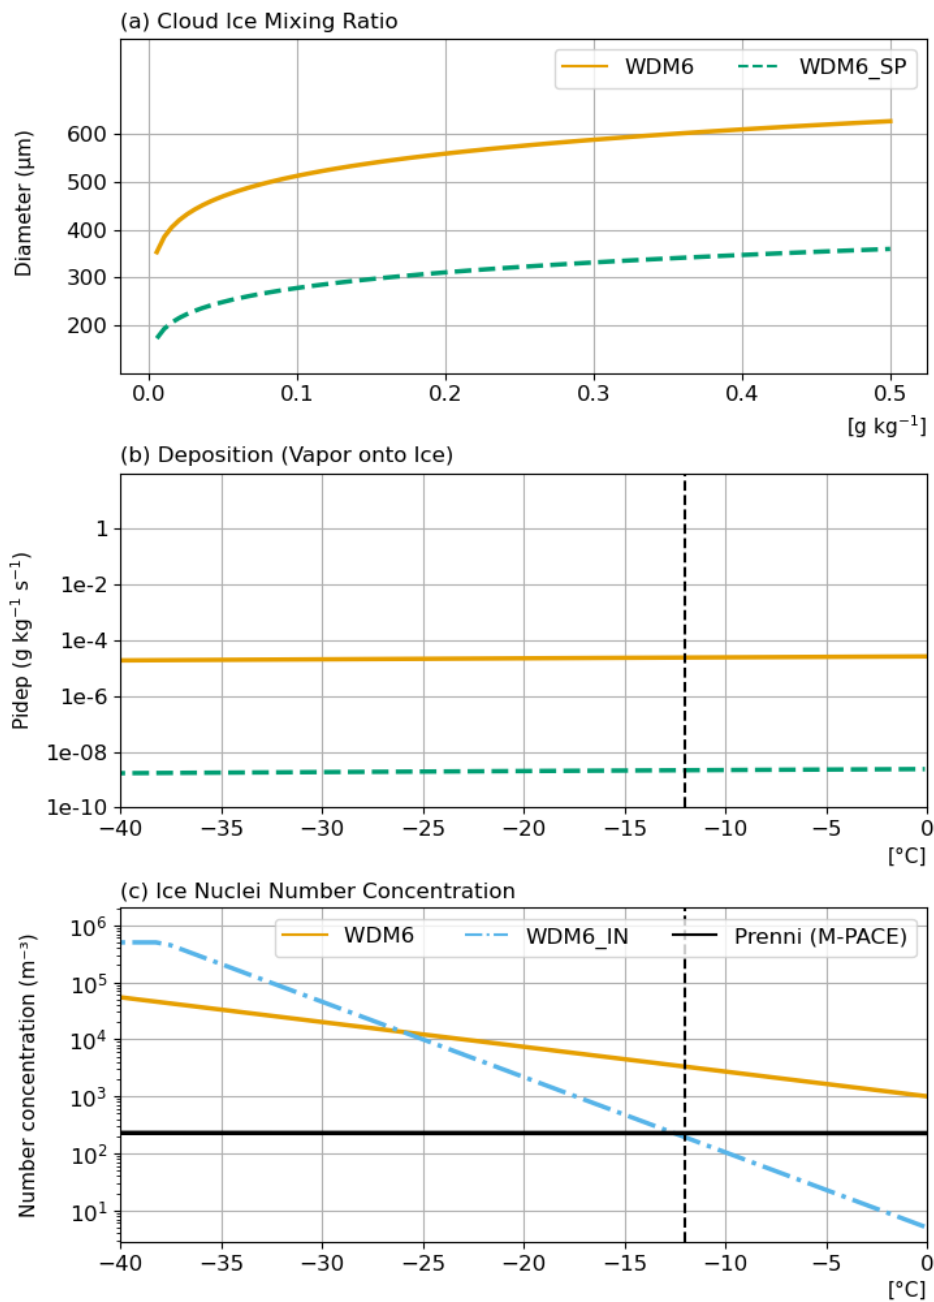 (a) Cloud Ice Mixing Ratio
WDM6 WDM6_SP
Diameter (μm)
600
500
400
300
200
0.0 0.1 0.2 0.3 0.4 0.5
[g kg⁻¹]
(b) Deposition (Vapor onto Ice)
Pidep (g kg⁻¹ s⁻¹)
1
1e-2
1e-4
1e-6
1e-08
1e-10
−40 −35 −30 −25 −20 −15 −10 −5 0
[°C]
(c) Ice Nuclei Number Concentration
WDM6 WDM6_IN Prenni (M-PACE)
Number concentration (m⁻³)
10⁶
10⁵
10⁴
10³
10²
10¹
−40 −35 −30 −25 −20 −15 −10 −5 0
[°C]